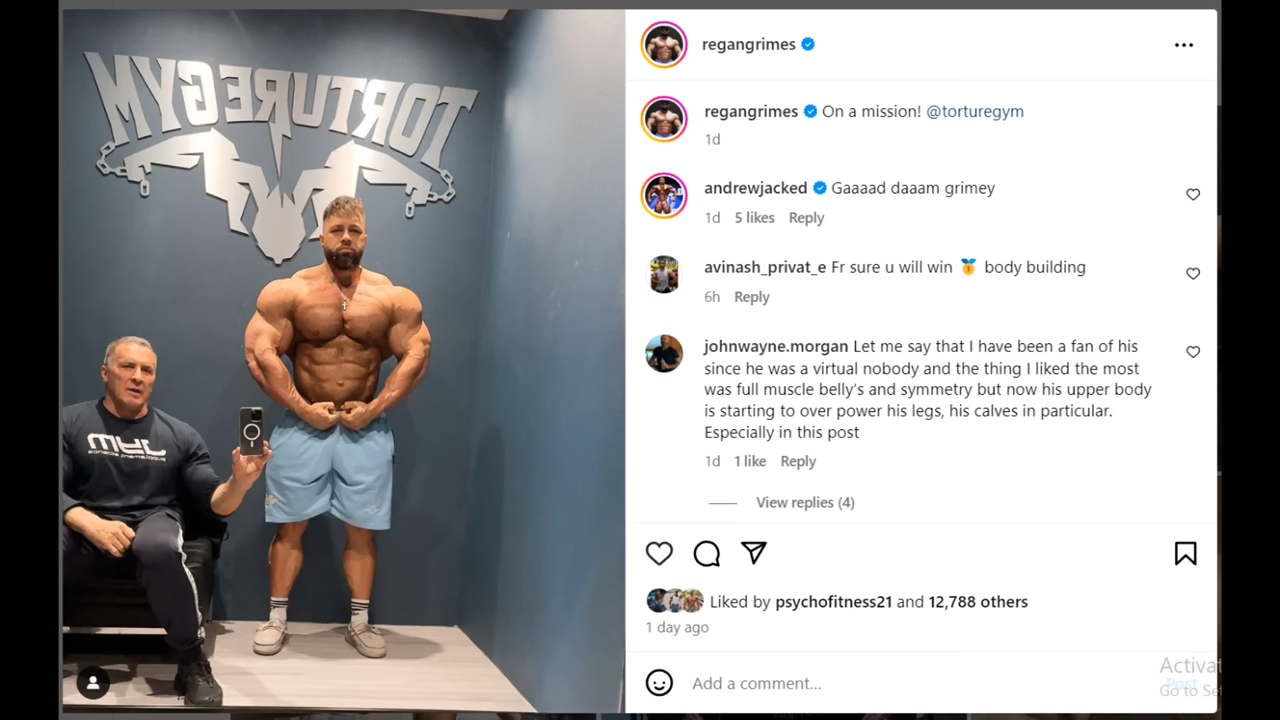 TORTUREGYM
MXL
regangrimes
regangrimes On a mission! @torturegym
1d
andrewjacked Gaaaad daaam grimey
1d 5 likes Reply
avinash_privat_e Fr sure u will win 🥇 body building
6h Reply
johnwayne.morgan Let me say that I have been a fan of his
since he was a virtual nobody and the thing I liked the most
was full muscle belly's and symmetry but now his upper body
is starting to over power his legs, his calves in particular.
Especially in this post
1d 1 like Reply
View replies (4)
Liked by psychofitness21 and 12,788 others
1 day ago
Add a comment...
Post
Activat
Go to Set